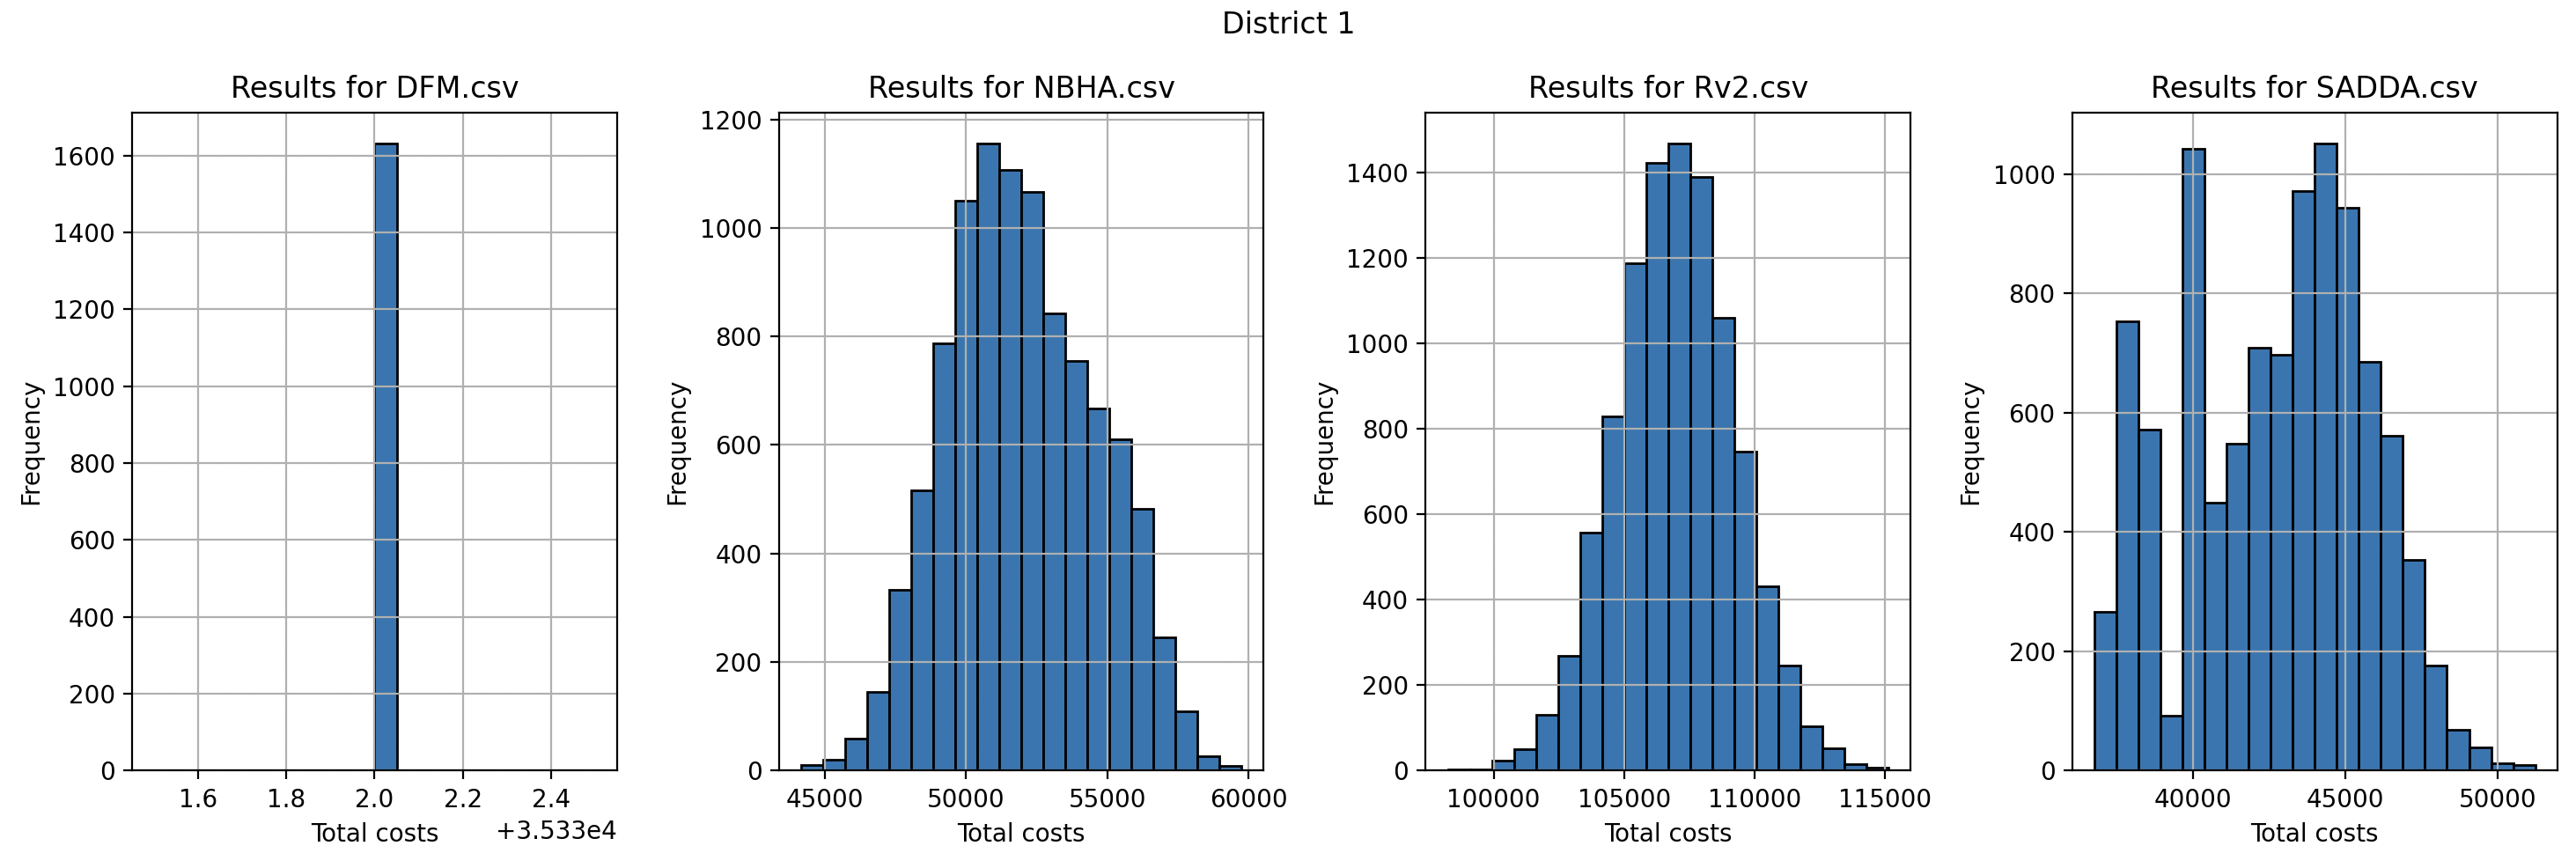 District 1
Results for DFM.csv
1600
1400
1200
1000
800
600
400
200
0
Frequency
1.6 1.8 2.0 2.2 2.4
Total costs
+3.533e4
Results for NBHA.csv
1200
1000
800
600
400
200
0
Frequency
45000 50000 55000 60000
Total costs
Results for Rv2.csv
1400
1200
1000
800
600
400
200
0
Frequency
100000 105000 110000 115000
Total costs
Results for SADDA.csv
1000
800
600
400
200
0
Frequency
40000 45000 50000
Total costs